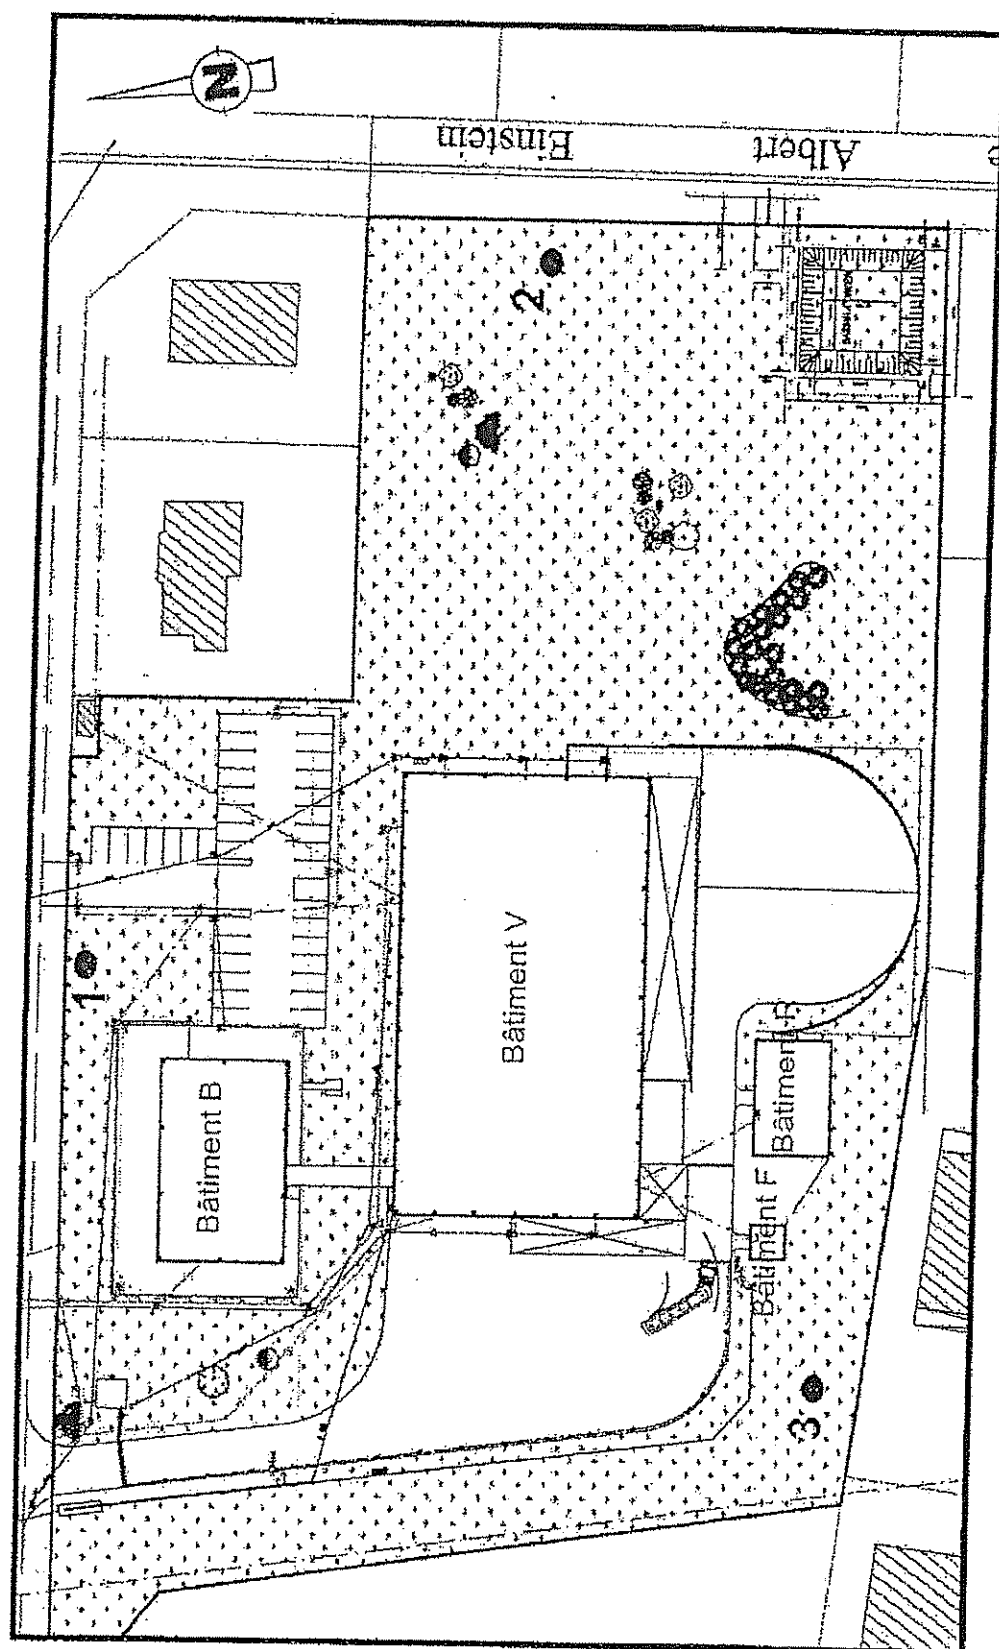 N
Albert Einstein
e
2
1
Bâtiment V
Bâtiment B
Bâtiment R
Bâtiment F
3